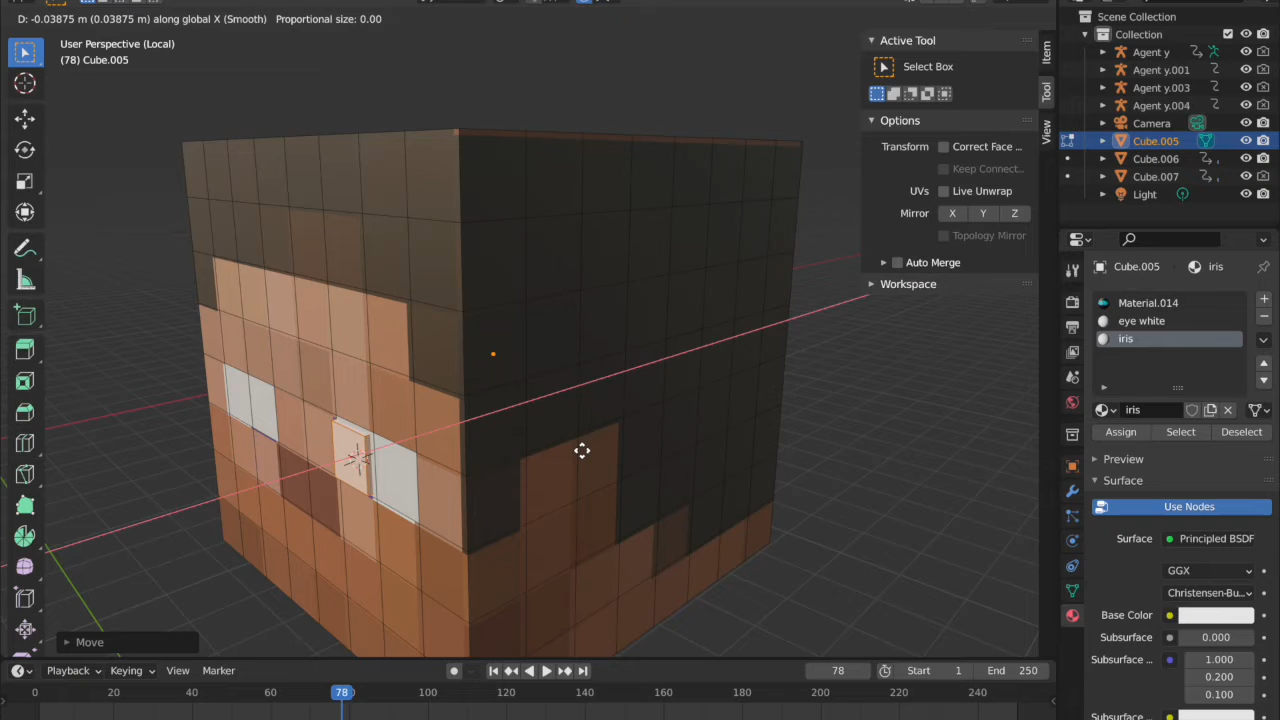 D: -0.03875 m (0.03875 m) along global X (Smooth) Proportional size: 0.00
User Perspective (Local)
(78) Cube.005
Move
Active Tool
Select Box
Options
Transform
Correct Face ...
Keep Connect...
UVs
Live Unwrap
Mirror
X
Y
Z
Topology Mirror
Auto Merge
Workspace
Item
Tool
View
Scene Collection
Collection
Agent y
Agent y.001
Agent y.003
Agent y.004
Camera
Cube.005
Cube.006
Cube.007
Light
Cube.005
iris
Material.014
eye white
iris
iris
Assign
Select
Deselect
Preview
Surface
Use Nodes
Surface
Principled BSDF
GGX
Christensen-Bu...
Base Color
Subsurface
0.000
Subsurface ...
1.000
0.200
0.100
Playback
Keying
View
Marker
78
Start
1
End
250
0
20
40
60
78
100
120
140
160
180
200
220
240